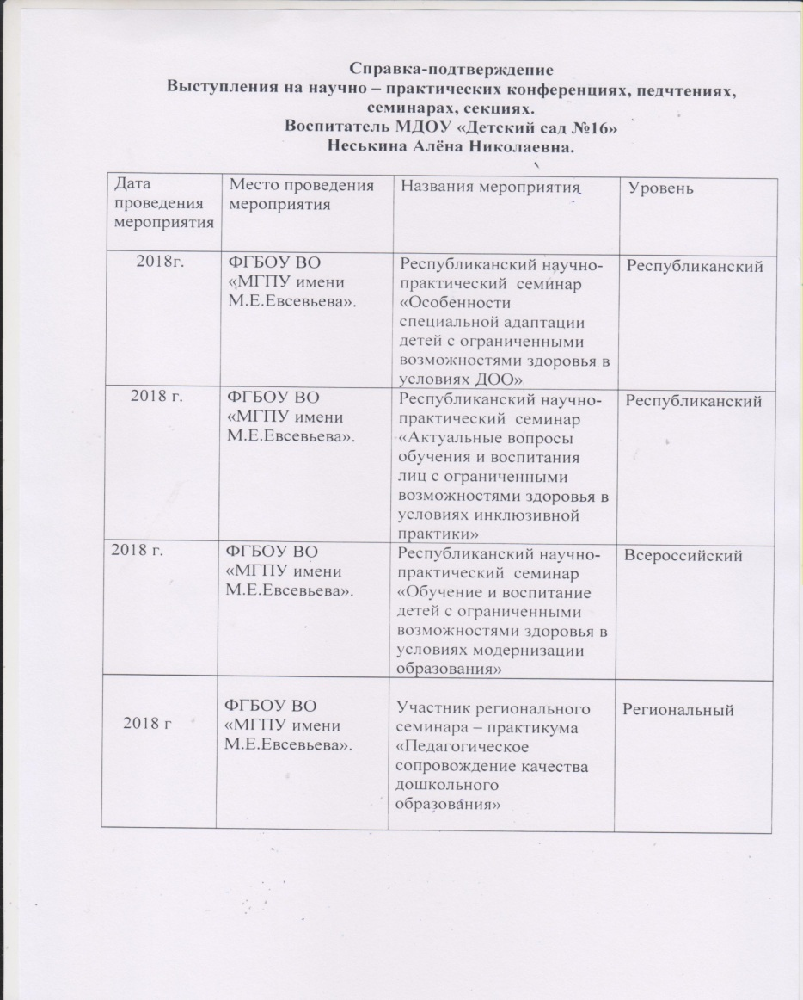 Справка-подтверждение
Выступления на научно – практических конференциях, педчтениях,
семинарах, секциях.
Воспитатель МДОУ «Детский сад №16»
Неськина Алёна Николаевна.
Дата
проведения
мероприятия
Место проведения
мероприятия
Названия мероприятия
Уровень
2018г.
ФГБОУ ВО
«МГПУ имени
М.Е.Евсевьева».
Республиканский научно-
практический семинар
«Особенности
специальной адаптации
детей с ограниченными
возможностями здоровья в
условиях ДОО»
Республиканский
2018 г.
ФГБОУ ВО
«МГПУ имени
М.Е.Евсевьева».
Республиканский научно-
практический семинар
«Актуальные вопросы
обучения и воспитания
лиц с ограниченными
возможностями здоровья в
условиях инклюзивной
практики»
Республиканский
2018 г.
ФГБОУ ВО
«МГПУ имени
М.Е.Евсевьева».
Республиканский научно-
практический семинар
«Обучение и воспитание
детей с ограниченными
возможностями здоровья в
условиях модернизации
образования»
Всероссийский
2018 г
ФГБОУ ВО
«МГПУ имени
М.Е.Евсевьева».
Участник регионального
семинара – практикума
«Педагогическое
сопровождение качества
дошкольного
образования»
Региональный